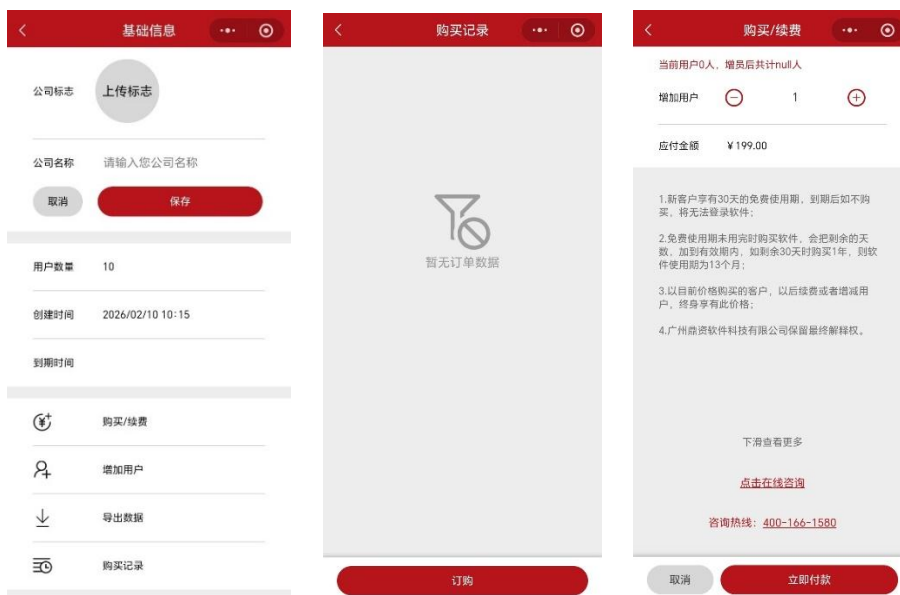 基础信息
公司标志
上传标志
公司名称 请输入您公司名称
取消
保存
用户数量 10
创建时间 2026/02/10 10:15
到期时间
购买/续费
增加用户
导出数据
购买记录
购买记录
暂无订单数据
订购
购买/续费
当前用户0人，增员后共计null人
增加用户 1
应付金额 ￥199.00
1.新客户享有30天的免费使用期，到期后如不购
买，将无法登录软件；
2.免费使用期未用完时购买软件，会把剩余的天
数，加到有效期内，如剩余30天时购买1年，则软
件使用期为13个月；
3.以目前价格购买的客户，以后续费或者增减用
户，终身享有此价格；
4.广州鼎资软件科技有限公司保留最终解释权。
下滑查看更多
点击在线咨询
咨询热线：400-166-1580
取消
立即付款